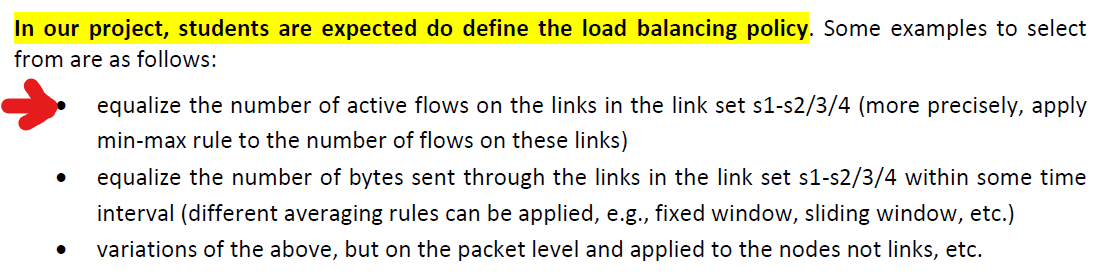 In our project, students are expected do define the load balancing policy. Some examples to select
from are as follows:
• equalize the number of active flows on the links in the link set s1-s2/3/4 (more precisely, apply
min-max rule to the number of flows on these links)
• equalize the number of bytes sent through the links in the link set s1-s2/3/4 within some time
interval (different averaging rules can be applied, e.g., fixed window, sliding window, etc.)
• variations of the above, but on the packet level and applied to the nodes not links, etc.